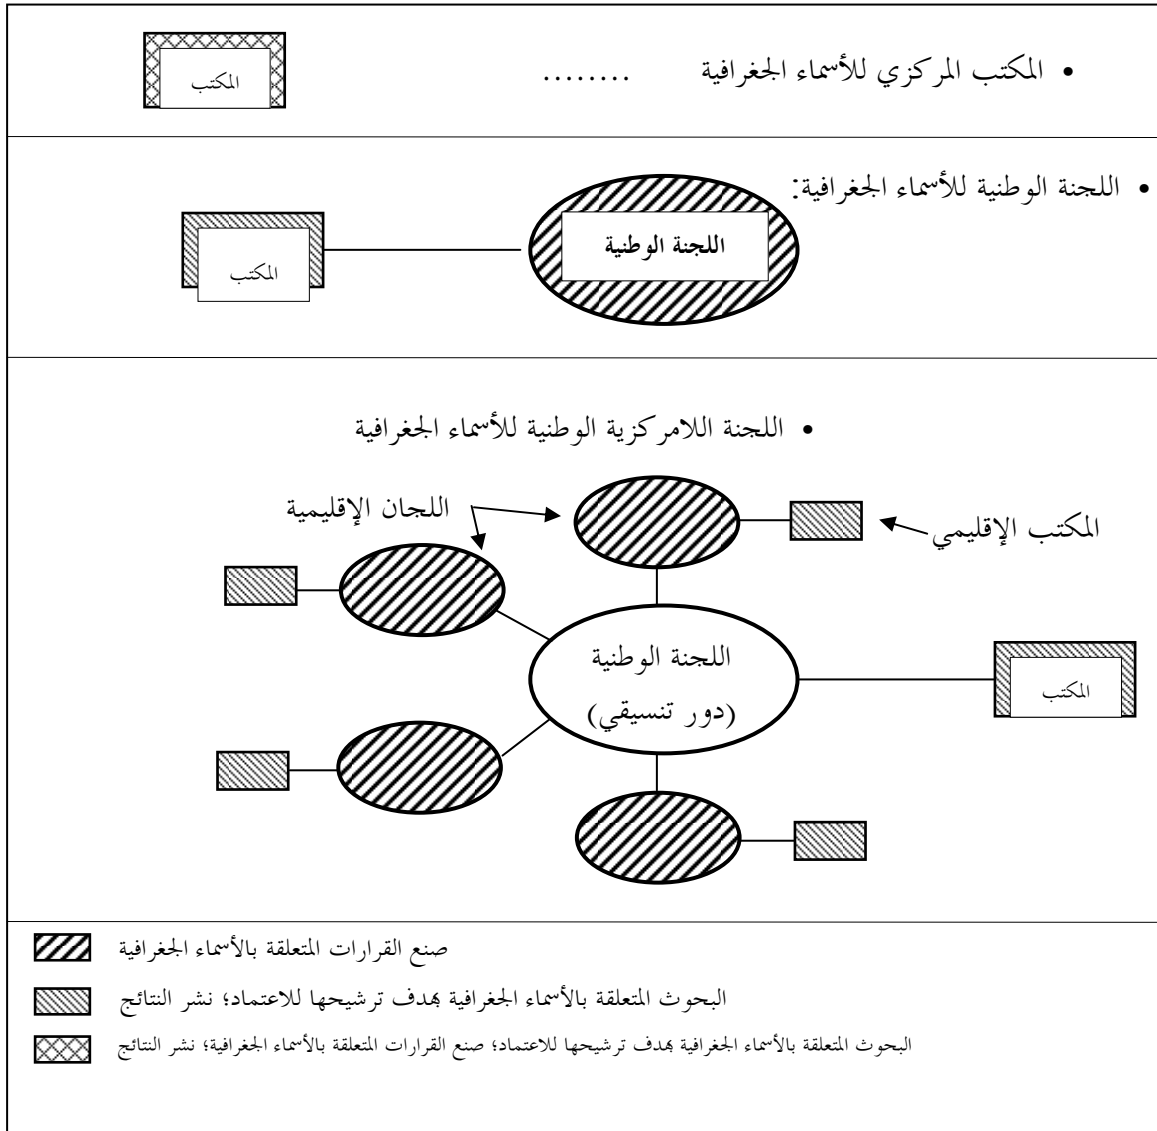 • المكتب المركزي للأسماء الجغرافية ........
المكتب
• اللجنة الوطنية للأسماء الجغرافية:
اللجنة الوطنية
المكتب
• اللجنة اللامركزية الوطنية للأسماء الجغرافية
اللجان الإقليمية
المكتب الإقليمي
اللجنة الوطنية
(دور تنسيقي)
المكتب
صنع القرارات المتعلقة بالأسماء الجغرافية
البحوث المتعلقة بالأسماء الجغرافية بهدف ترشيحها للاعتماد؛ نشر النتائج
البحوث المتعلقة بالأسماء الجغرافية بهدف ترشيحها للاعتماد؛ صنع القرارات المتعلقة بالأسماء الجغرافية؛ نشر النتائج